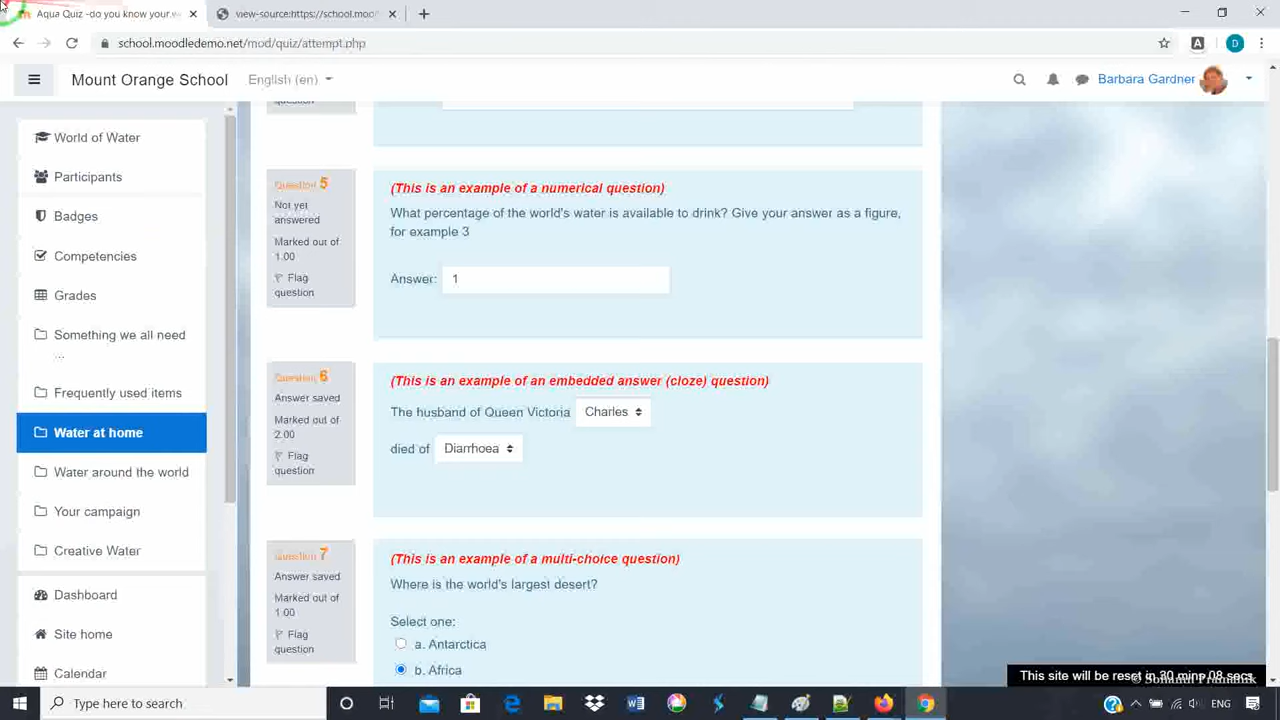 Aqua Quiz -do you know your w
view-source:https://school.mood
school.moodledemo.net/mod/quiz/attempt.php
Mount Orange School
English (en)
Barbara Gardner
World of Water
Participants
Badges
Competencies
Grades
Something we all need
...
Frequently used items
Water at home
Water around the world
Your campaign
Creative Water
Dashboard
Site home
Calendar
question
Question 5
Not yet
answered
Marked out of
1.00
Flag
question
(This is an example of a numerical question)
What percentage of the world's water is available to drink? Give your answer as a figure,
for example 3
Answer: 1
Question 6
Answer saved
Marked out of
2.00
Flag
question
(This is an example of an embedded answer (cloze) question)
The husband of Queen Victoria Charles
died of Diarrhoea
Question 7
Answer saved
Marked out of
1.00
Flag
question
(This is an example of a multi-choice question)
Where is the world's largest desert?
Select one:
a. Antarctica
b. Africa
This site will be reset in 30 mins 08 secs
Type here to search
ENG